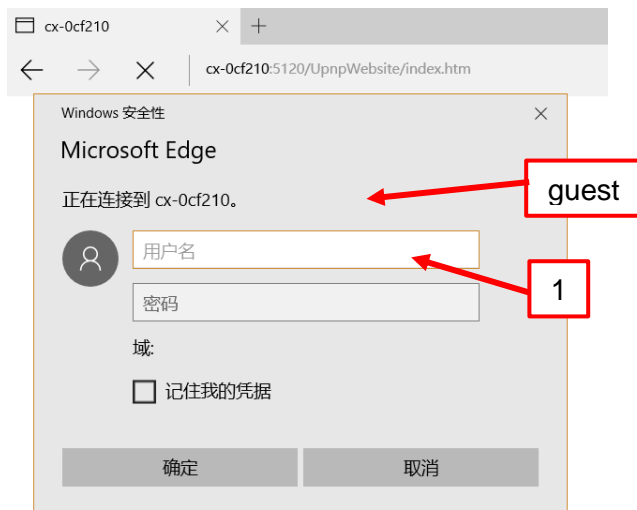 cx-0cf210
cx-0cf210:5120/UpnpWebsite/index.htm
Windows 安全性
Microsoft Edge
正在连接到 cx-0cf210。
guest
用户名
1
密码
域:
记住我的凭据
确定 取消